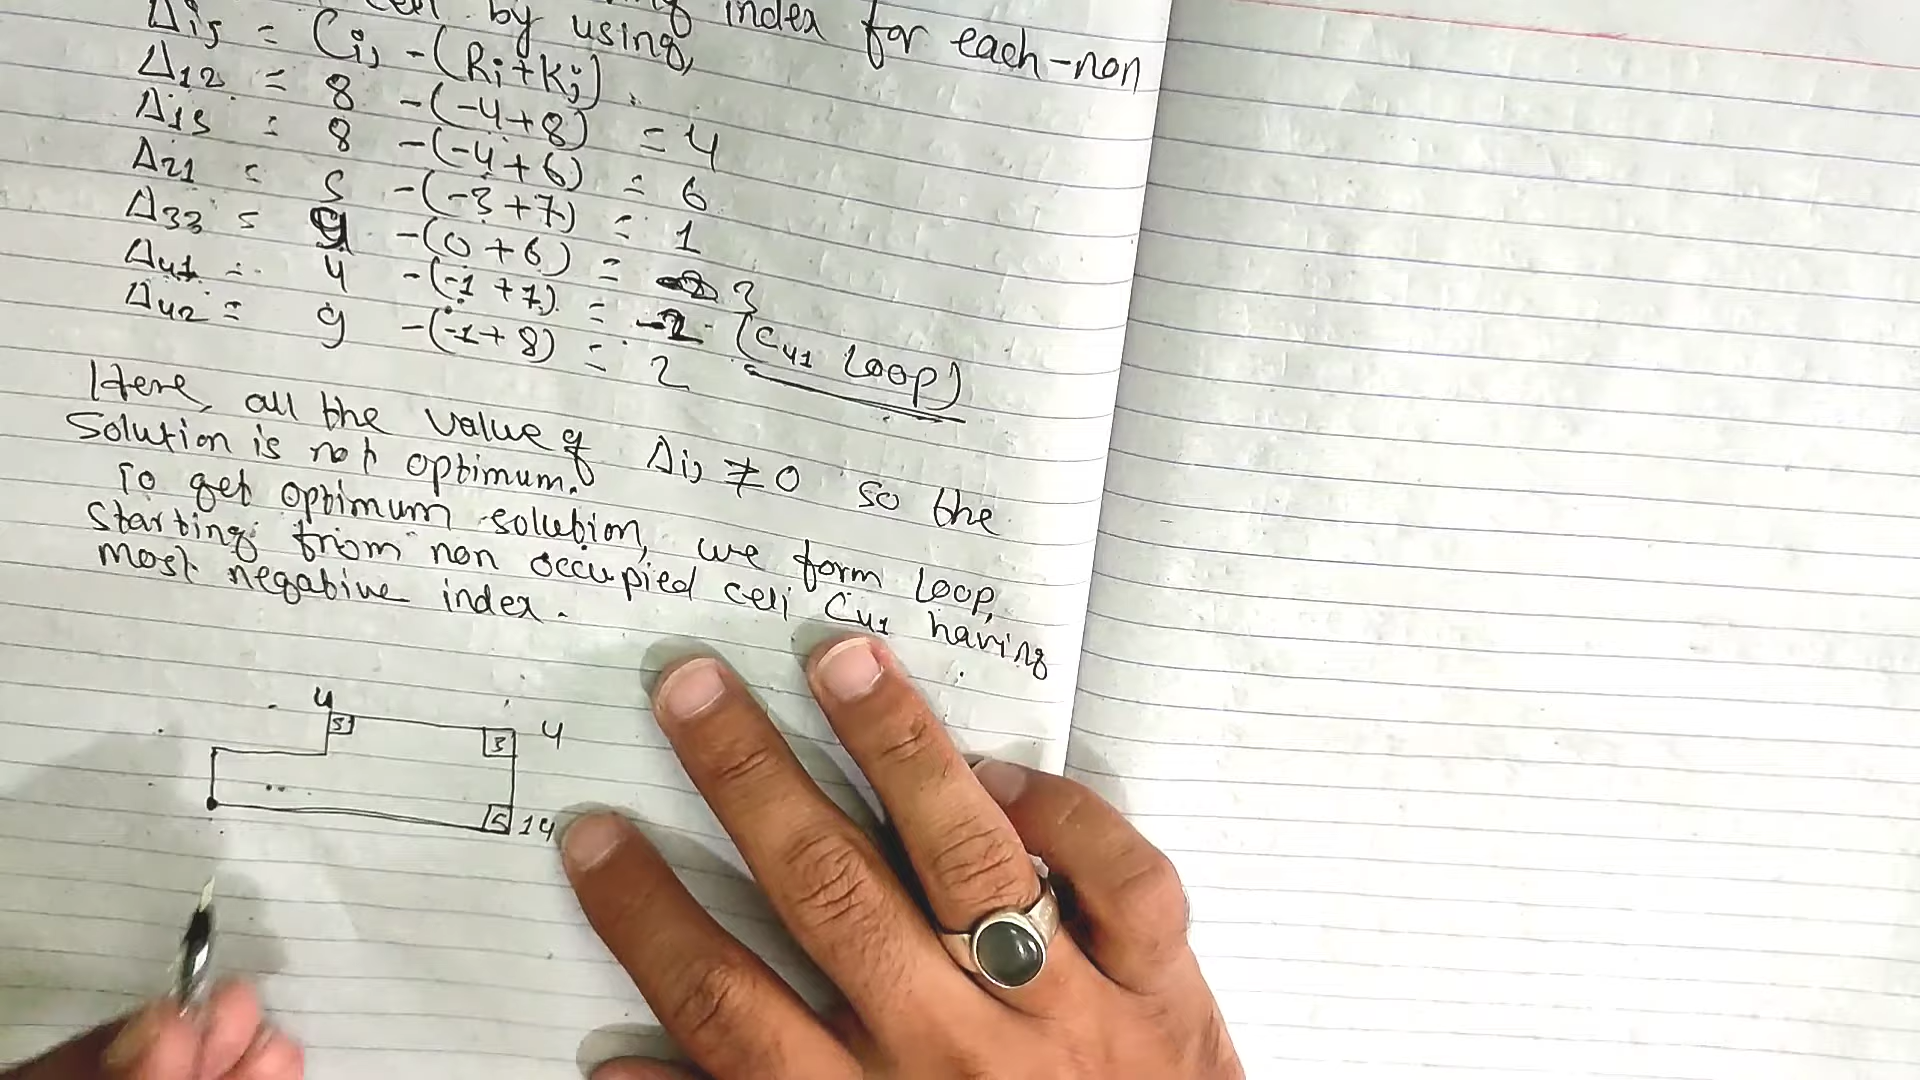 cell by using, index for each-non
Δij = Cij -(Ri+Kj).
Δ12 = 8 -(-4+8) = 4
Δ13 = 8 -(-4+6) = 6
Δ21 = 5 -(-3+7) = 1
Δ33 = 9 -(0+6) = 3
Δ41 = 4 -(-1+7) = -2 (C41 Loop)
Δ42 = 9 -(-1+8) = 2
Here, all the value of Δij ≠ 0 so the
Solution is not optimum.
To get optimum solution, we form Loop,
starting from non occupied cell C41 having
most negative index.
4
5 3 4
5 14